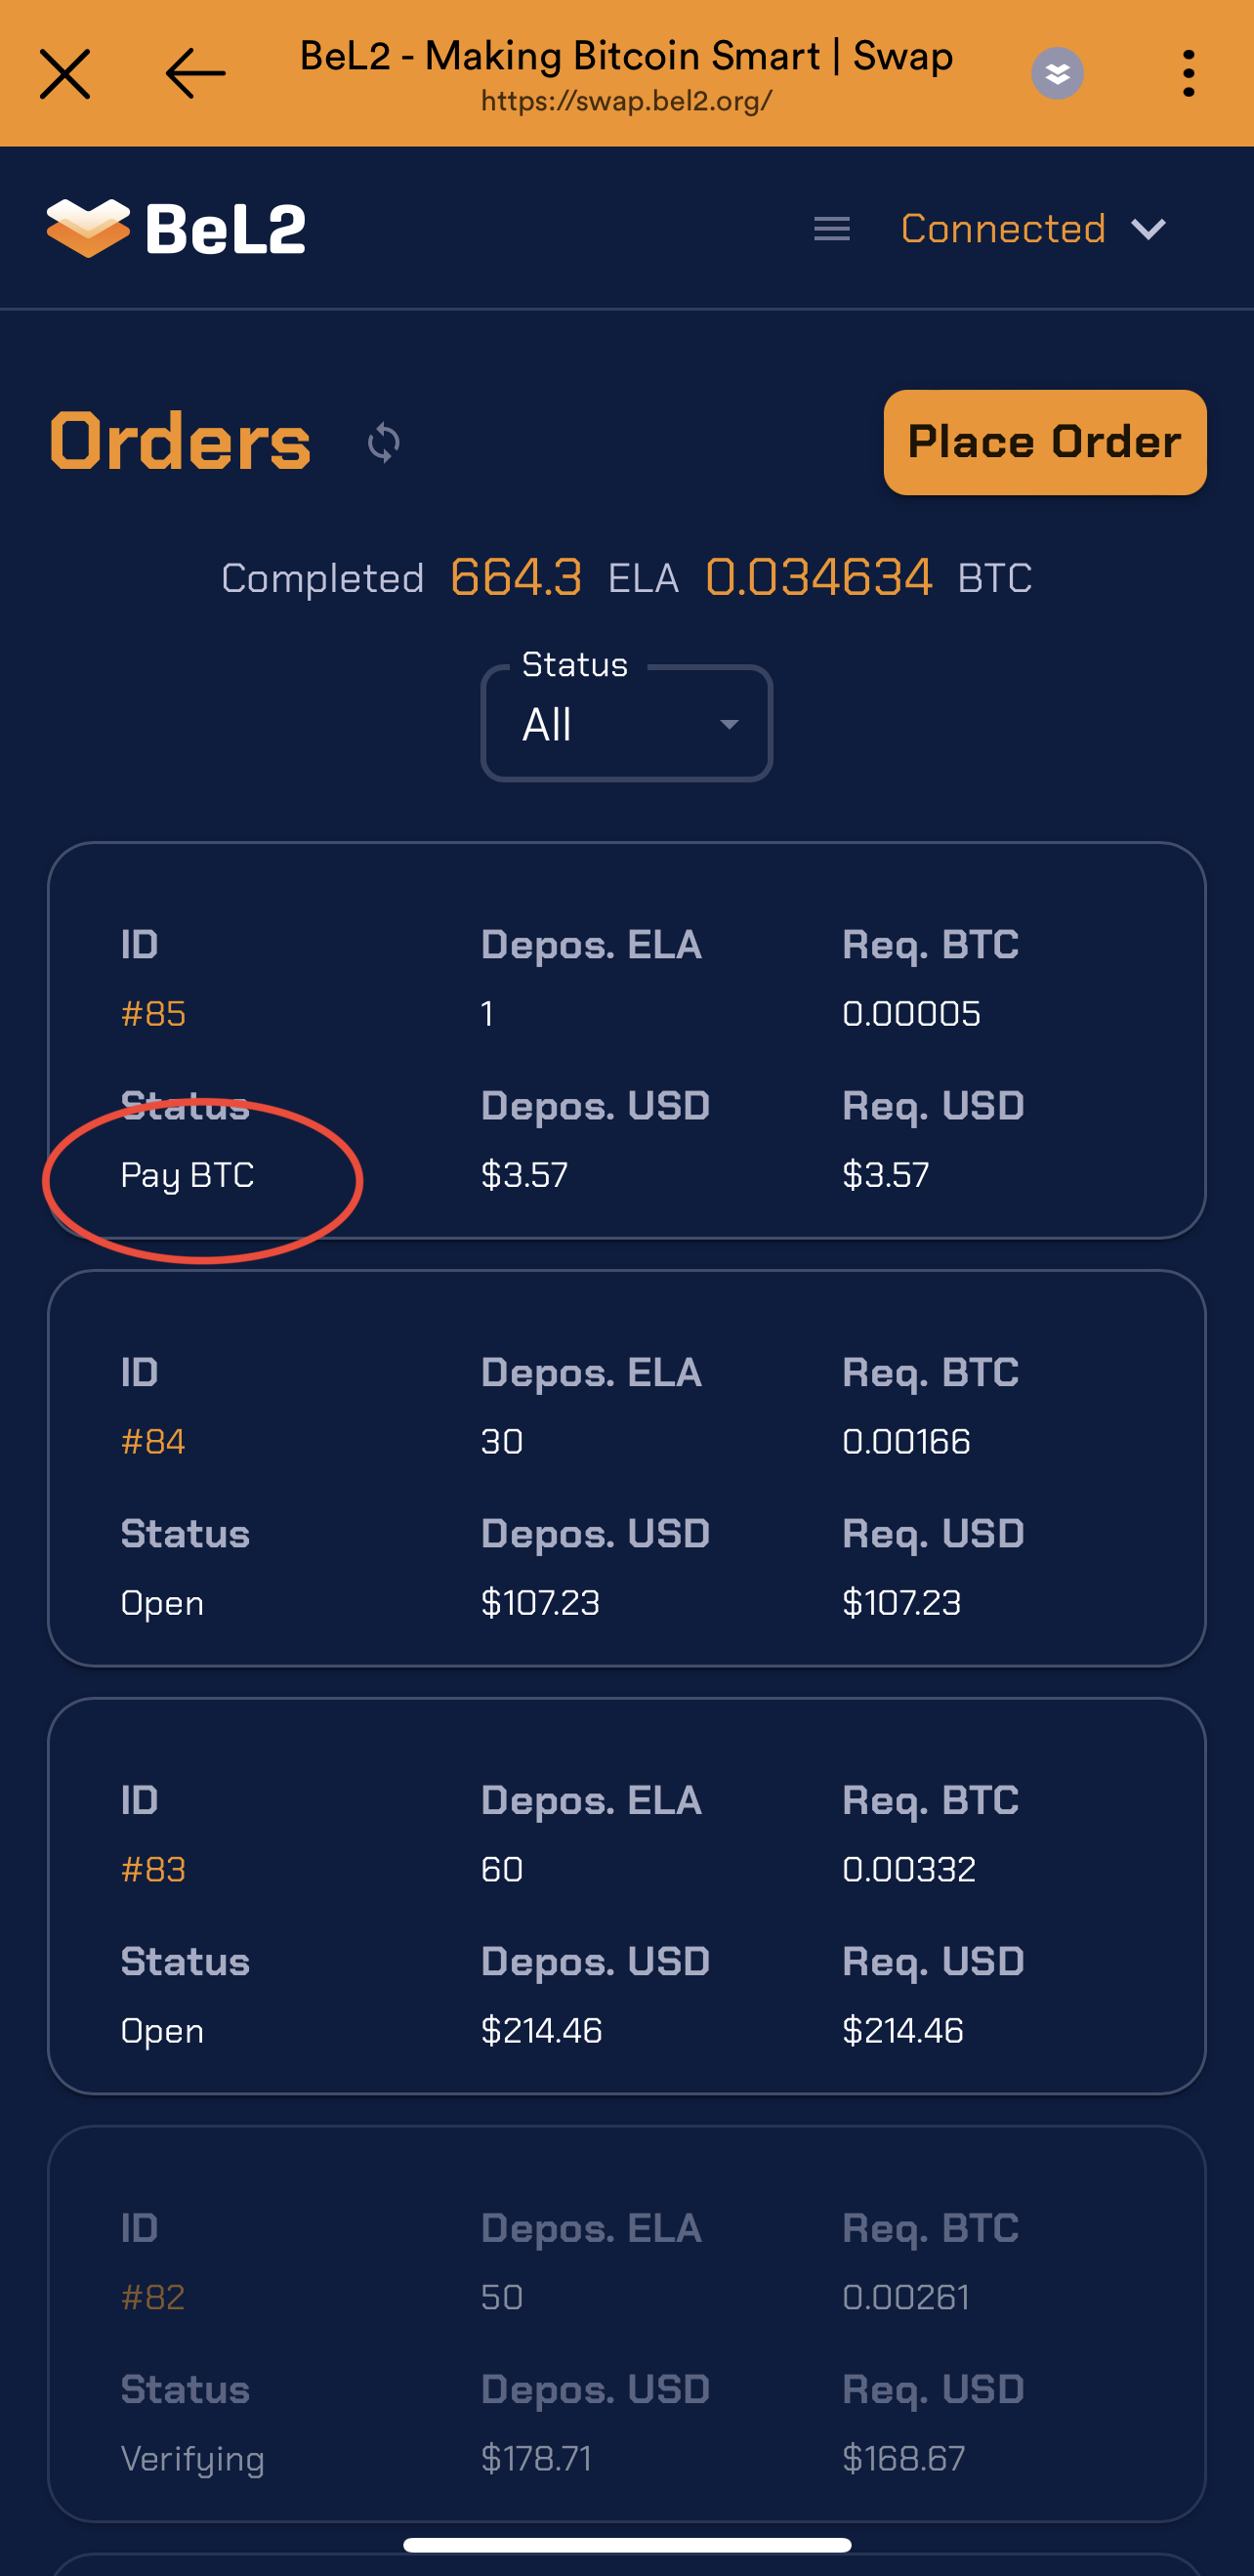 BeL2 - Making Bitcoin Smart | Swap
https://swap.bel2.org/
BeL2 Connected
Orders Place Order
Completed 664.3 ELA 0.034634 BTC
Status
All
ID Depos. ELA Req. BTC
#85 1 0.00005
Status Depos. USD Req. USD
Pay BTC $3.57 $3.57
ID Depos. ELA Req. BTC
#84 30 0.00166
Status Depos. USD Req. USD
Open $107.23 $107.23
ID Depos. ELA Req. BTC
#83 60 0.00332
Status Depos. USD Req. USD
Open $214.46 $214.46
ID Depos. ELA Req. BTC
#82 50 0.00261
Status Depos. USD Req. USD
Verifying $178.71 $168.67